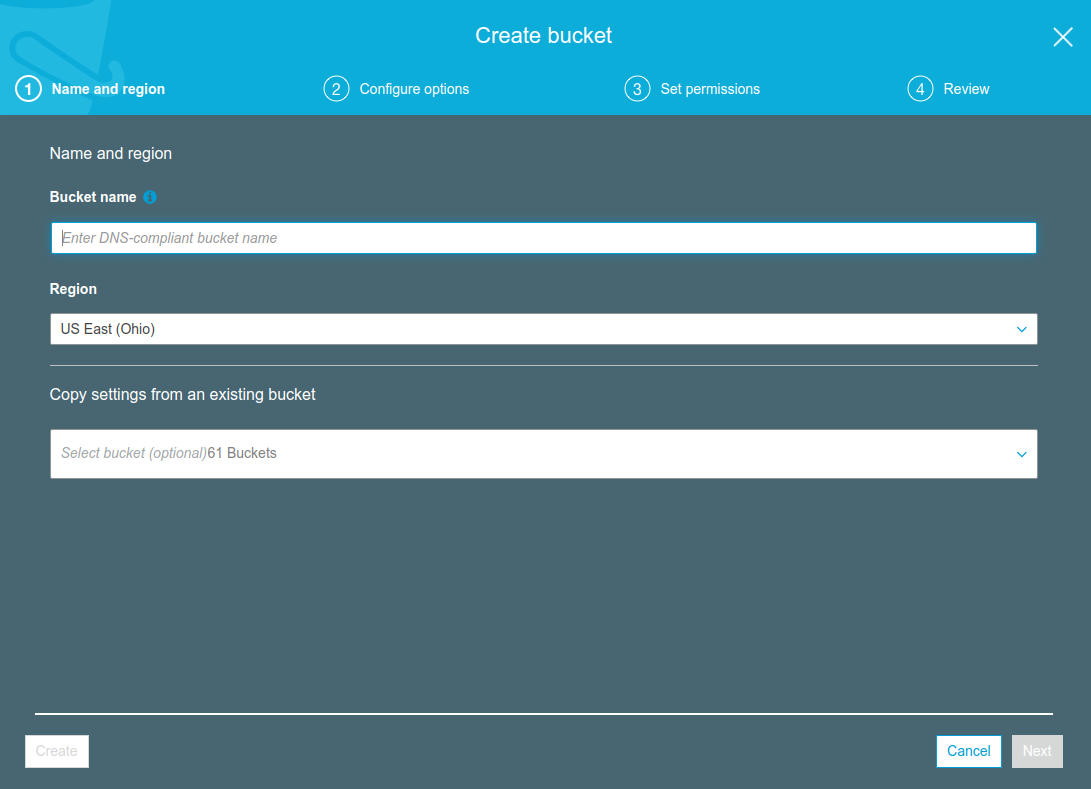 Create bucket
1 Name and region
2 Configure options
3 Set permissions
4 Review
Name and region
Bucket name
Enter DNS-compliant bucket name
Region
US East (Ohio)
Copy settings from an existing bucket
Select bucket (optional)61 Buckets
Create
Cancel
Next